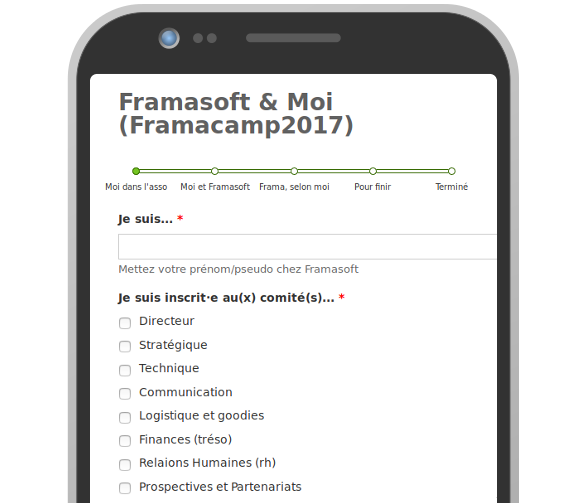 Framasoft & Moi
(Framacamp2017)
Moi dans l'asso Moi et Framasoft Frama, selon moi Pour finir Terminé
Je suis... *
Mettez votre prénom/pseudo chez Framasoft
Je suis inscrit·e au(x) comité(s)... *
Directeur
Stratégique
Technique
Communication
Logistique et goodies
Finances (tréso)
Relaions Humaines (rh)
Prospectives et Partenariats